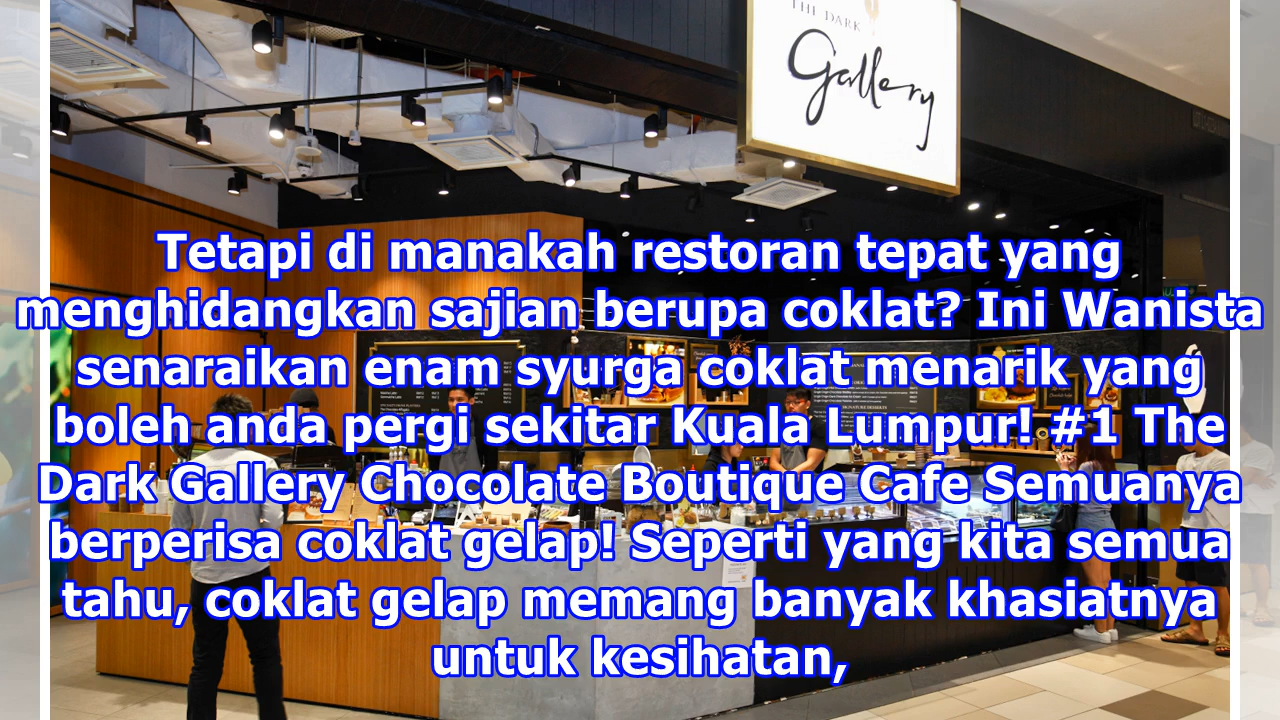 THE DARK
Gallery
Tetapi di manakah restoran tepat yang
menghidangkan sajian berupa coklat? Ini Wanista
senaraikan enam syurga coklat menarik yang
boleh anda pergi sekitar Kuala Lumpur! #1 The
Dark Gallery Chocolate Boutique Cafe Semuanya
berperisa coklat gelap! Seperti yang kita semua
tahu, coklat gelap memang banyak khasiatnya
untuk kesihatan,
SIGNATURE DESSERTS